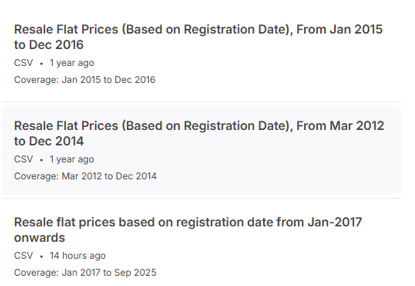 Resale Flat Prices (Based on Registration Date), From Jan 2015
to Dec 2016
CSV • 1 year ago
Coverage: Jan 2015 to Dec 2016
Resale Flat Prices (Based on Registration Date), From Mar 2012
to Dec 2014
CSV • 1 year ago
Coverage: Mar 2012 to Dec 2014
Resale flat prices based on registration date from Jan-2017
onwards
CSV • 14 hours ago
Coverage: Jan 2017 to Sep 2025